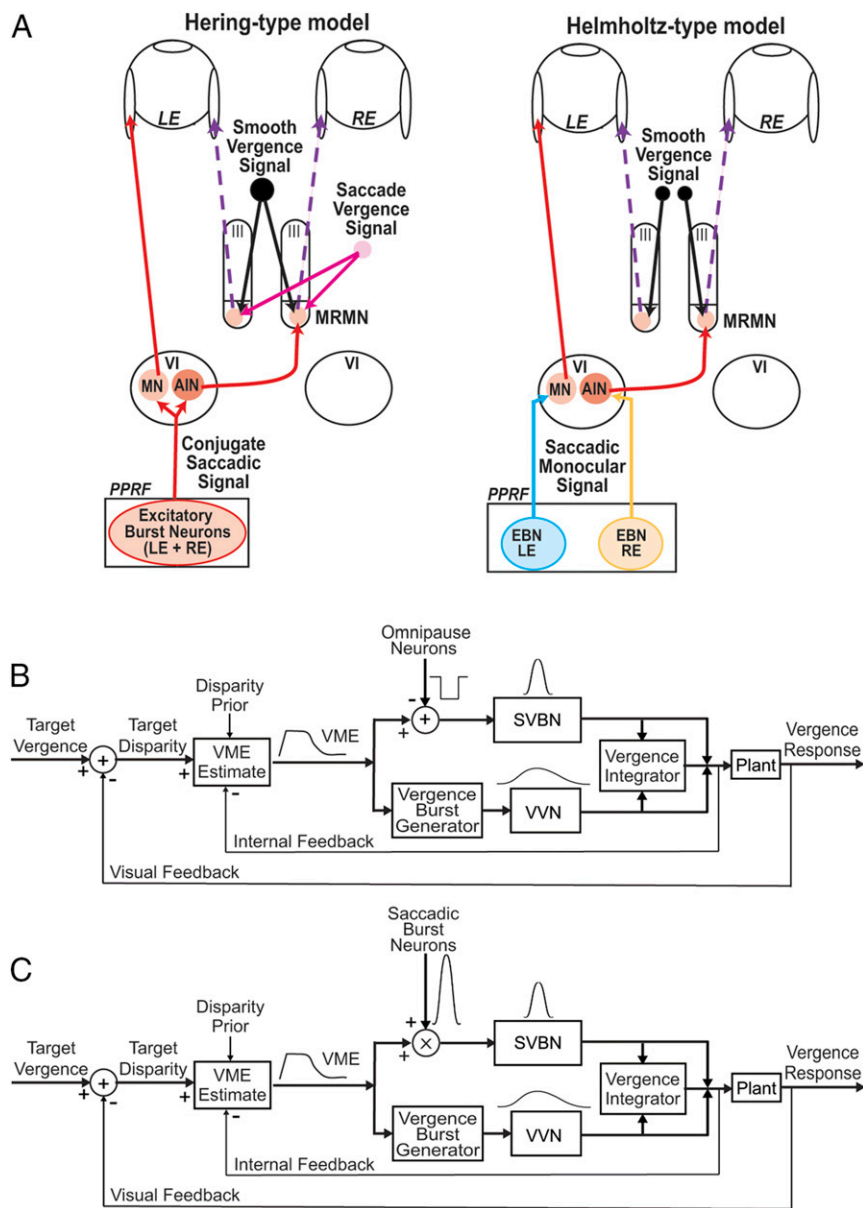 A
Hering-type model
LE
RE
Smooth
Vergence
Signal
Saccade
Vergence
Signal
III
III
MRMN
VI
MN
AIN
VI
Conjugate
Saccadic
Signal
PPRF
Excitatory
Burst Neurons
(LE + RE)
Helmholtz-type model
LE
RE
Smooth
Vergence
Signal
III
III
MRMN
VI
MN
AIN
VI
Saccadic
Monocular
Signal
PPRF
EBN
LE
EBN
RE
B
Omnipause
Neurons
Disparity
Prior
Target
Vergence
Target
Disparity
VME
Estimate
VME
SVBN
Vergence
Burst
Generator
VVN
Vergence
Integrator
Plant
Vergence
Response
Internal Feedback
Visual Feedback
+
+
-
+
-
-
+
+
C
Saccadic
Burst
Neurons
Disparity
Prior
Target
Vergence
Target
Disparity
VME
Estimate
VME
SVBN
Vergence
Burst
Generator
VVN
Vergence
Integrator
Plant
Vergence
Response
Internal Feedback
Visual Feedback
+
+
-
+
-
+
×
+